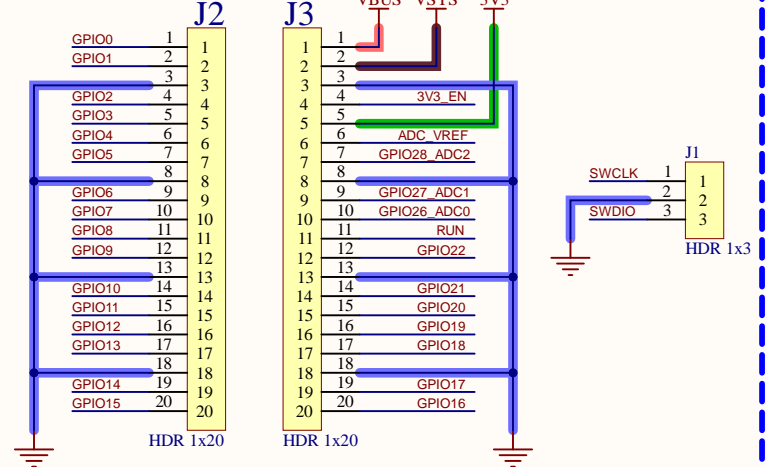 VBUS VSYS 3V3
J2 J3
1 1 1 1
GPIO0
2 2 2 2
GPIO1
3 3 3 3
4 4 4 4
GPIO2 3V3_EN
5 5 5 5
GPIO3
6 6 6 6
GPIO4 ADC_VREF
7 7 7 7
GPIO5 GPIO28_ADC2
J1
8 8 8 8
SWCLK 1 1
9 9 9 9
GPIO6 GPIO27_ADC1
2 2
10 10 10 10
GPIO7 GPIO26_ADC0
SWDIO 3 3
11 11 11 11
GPIO8 RUN
HDR 1x3
12 12 12 12
GPIO9 GPIO22
13 13 13 13
14 14 14 14
GPIO10 GPIO21
15 15 15 15
GPIO11 GPIO20
16 16 16 16
GPIO12 GPIO19
17 17 17 17
GPIO13 GPIO18
18 18 18 18
19 19 19 19
GPIO14 GPIO17
20 20 20 20
GPIO15 GPIO16
HDR 1x20 HDR 1x20